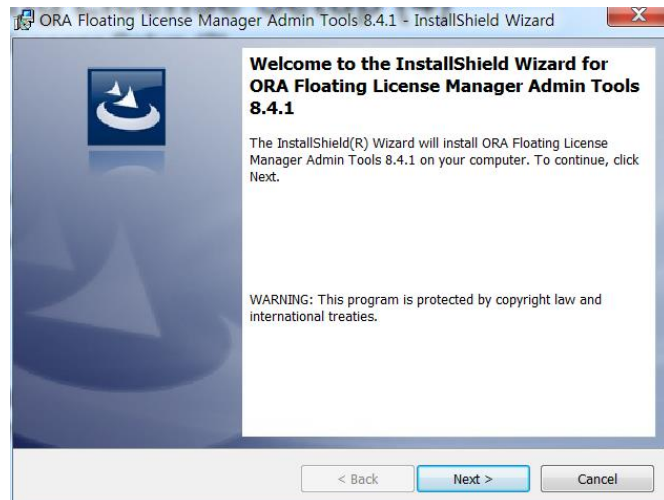 ORA Floating License Manager Admin Tools 8.4.1 - InstallShield Wizard
Welcome to the InstallShield Wizard for
ORA Floating License Manager Admin Tools
8.4.1
The InstallShield(R) Wizard will install ORA Floating License
Manager Admin Tools 8.4.1 on your computer. To continue, click
Next.
WARNING: This program is protected by copyright law and
international treaties.
< Back
Next >
Cancel